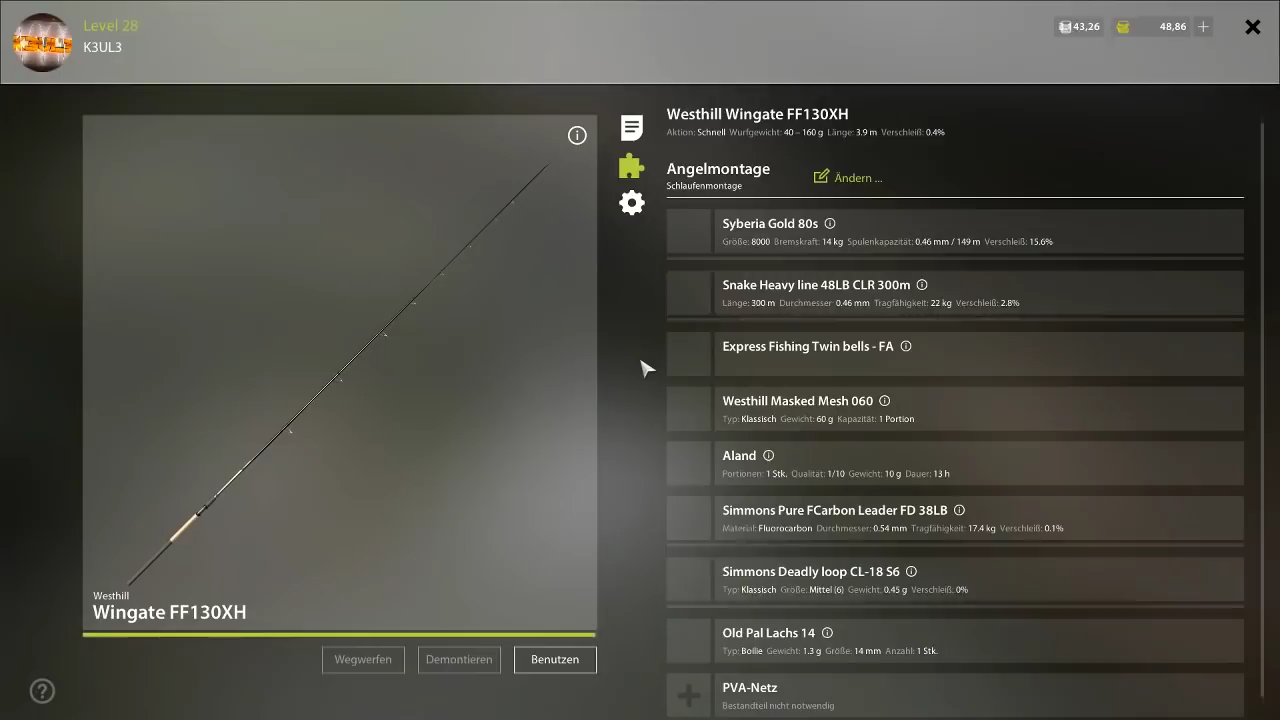 Level 28
K3UL3
43,26
48,86
Westhill Wingate FF130XH
Aktion: Schnell Wurfgewicht: 40 – 160 g Länge: 3.9 m Verschleiß: 0.4%
Angelmontage
Schlaufenmontage
Ändern ...
Syberia Gold 80s
Größe: 8000 Bremskraft: 14 kg Spulenkapazität: 0.46 mm / 149 m Verschleiß: 15.6%
Snake Heavy line 48LB CLR 300m
Länge: 300 m Durchmesser: 0.46 mm Tragfähigkeit: 22 kg Verschleiß: 2.8%
Express Fishing Twin bells - FA
Westhill Masked Mesh 060
Typ: Klassisch Gewicht: 60 g Kapazität: 1 Portion
Aland
Portionen: 1 Stk. Qualität: 1/10 Gewicht: 10 g Dauer: 13 h
Simmons Pure FCarbon Leader FD 38LB
Material: Fluorocarbon Durchmesser: 0.54 mm Tragfähigkeit: 17.4 kg Verschleiß: 0.1%
Simmons Deadly loop CL-18 S6
Typ: Klassisch Größe: Mittel (6) Gewicht: 0.45 g Verschleiß: 0%
Old Pal Lachs 14
Typ: Boilie Gewicht: 1.3 g Größe: 14 mm Anzahl: 1 Stk.
PVA-Netz
Bestandteil nicht notwendig
Westhill
Wingate FF130XH
Wegwerfen
Demontieren
Benutzen